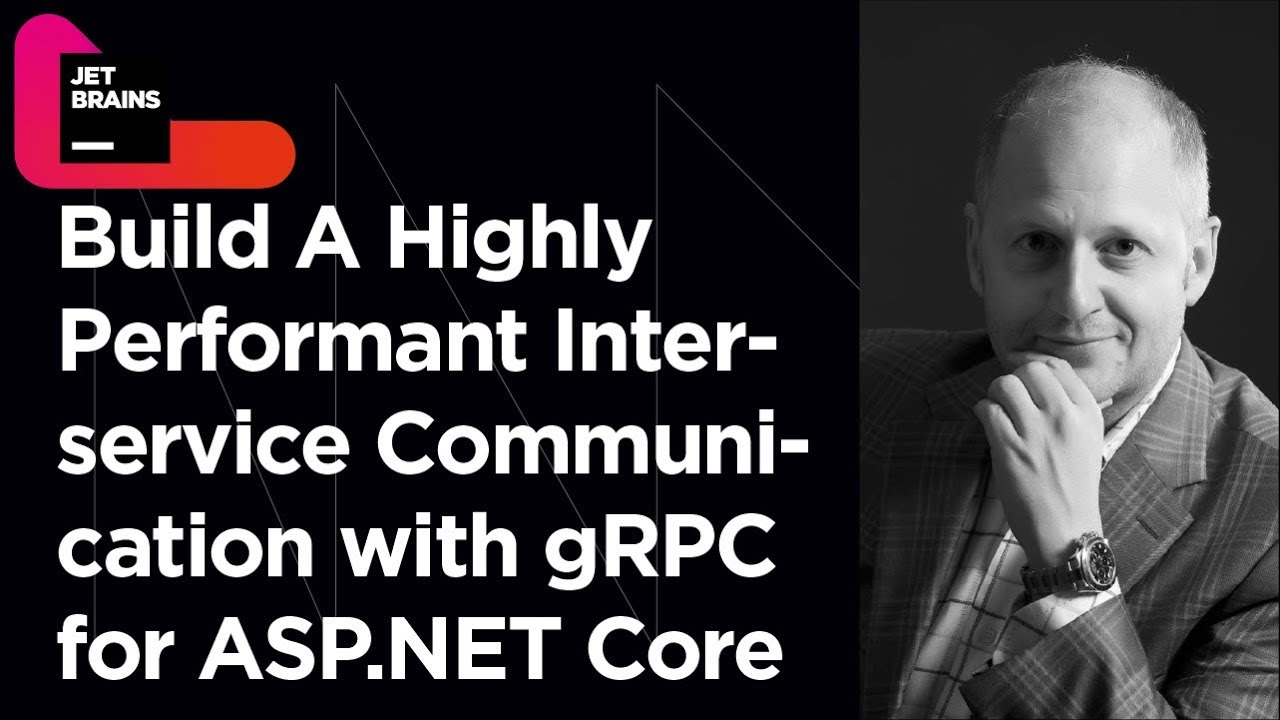 JET
BRAINS
Build A Highly
Performant Inter-
service Communi-
cation with gRPC
for ASP.NET Core